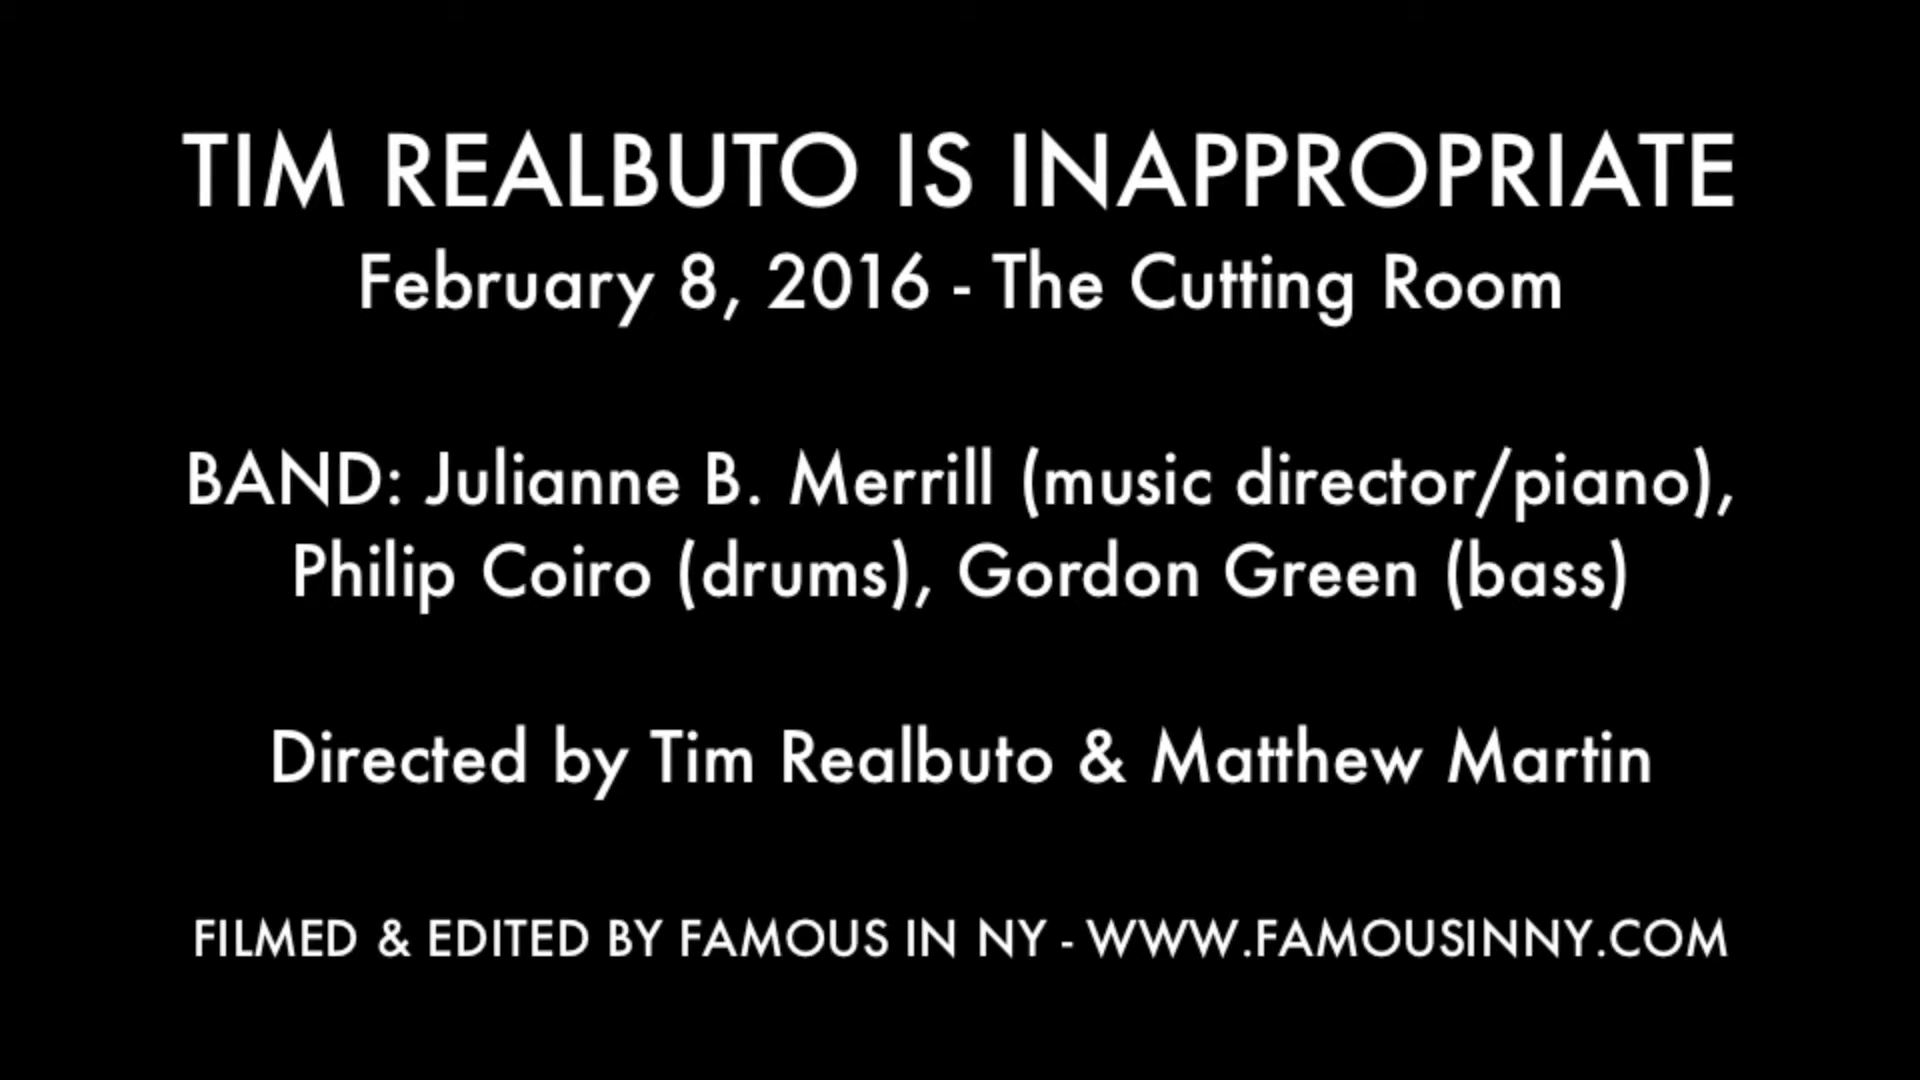 TIM REALBUTO IS INAPPROPRIATE
February 8, 2016 - The Cutting Room
BAND: Julianne B. Merrill (music director/piano),
Philip Coiro (drums), Gordon Green (bass)
Directed by Tim Realbuto & Matthew Martin
FILMED & EDITED BY FAMOUS IN NY - WWW.FAMOUSINNY.COM